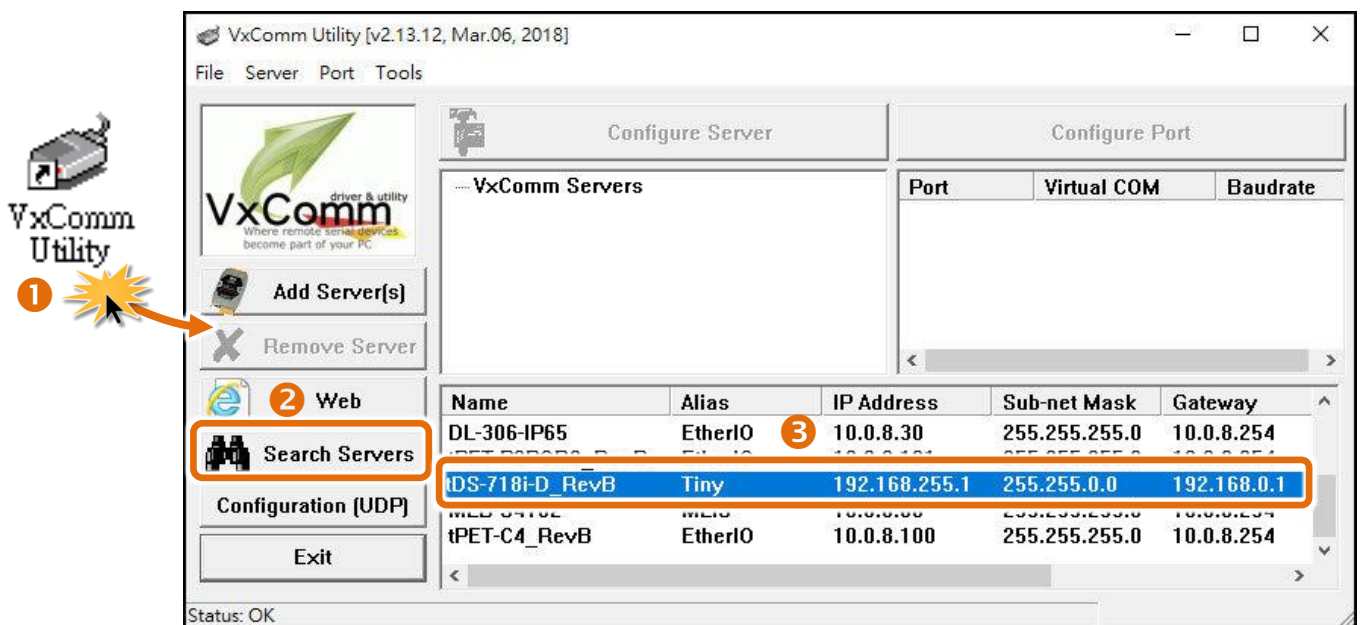 VxComm Utility [v2.13.12, Mar.06, 2018]
File Server Port Tools
VxComm
Utility
1
VxComm
driver & utility
Where remote serial devices
become part of your PC
Configure Server
Configure Port
VxComm Servers
Port Virtual COM Baudrate
Add Server(s)
Remove Server
2 Web
Search Servers
Configuration (UDP)
Exit
3
Name Alias IP Address Sub-net Mask Gateway
DL-306-IP65 EtherIO 10.0.8.30 255.255.255.0 10.0.8.254
tDS-718i-D_RevB Tiny 192.168.255.1 255.255.0.0 192.168.0.1
tPET-C4_RevB EtherIO 10.0.8.100 255.255.255.0 10.0.8.254
Status: OK